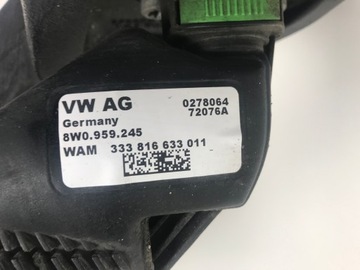 VW AG 0278064
Germany 72076A
8W0.959.245
WAM 333 816 633 011